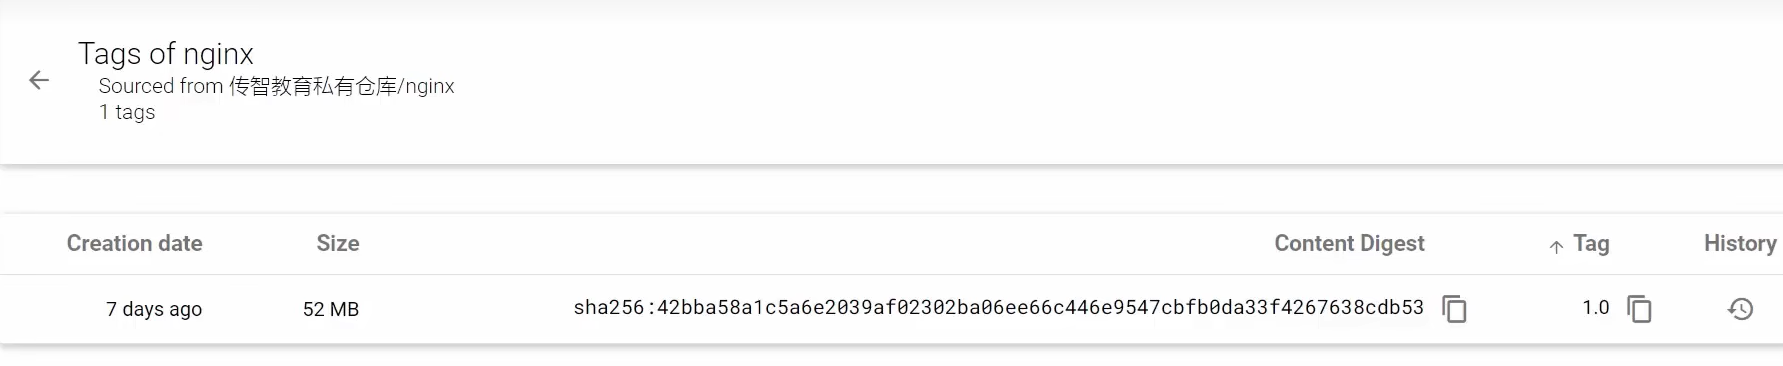 Tags of nginx
Sourced from 传智教育私有仓库/nginx
1 tags
Creation date Size Content Digest Tag History
7 days ago 52 MB sha256:42bba58a1c5a6e2039af02302ba06ee66c446e9547cbfb0da33f4267638cdb53 1.0